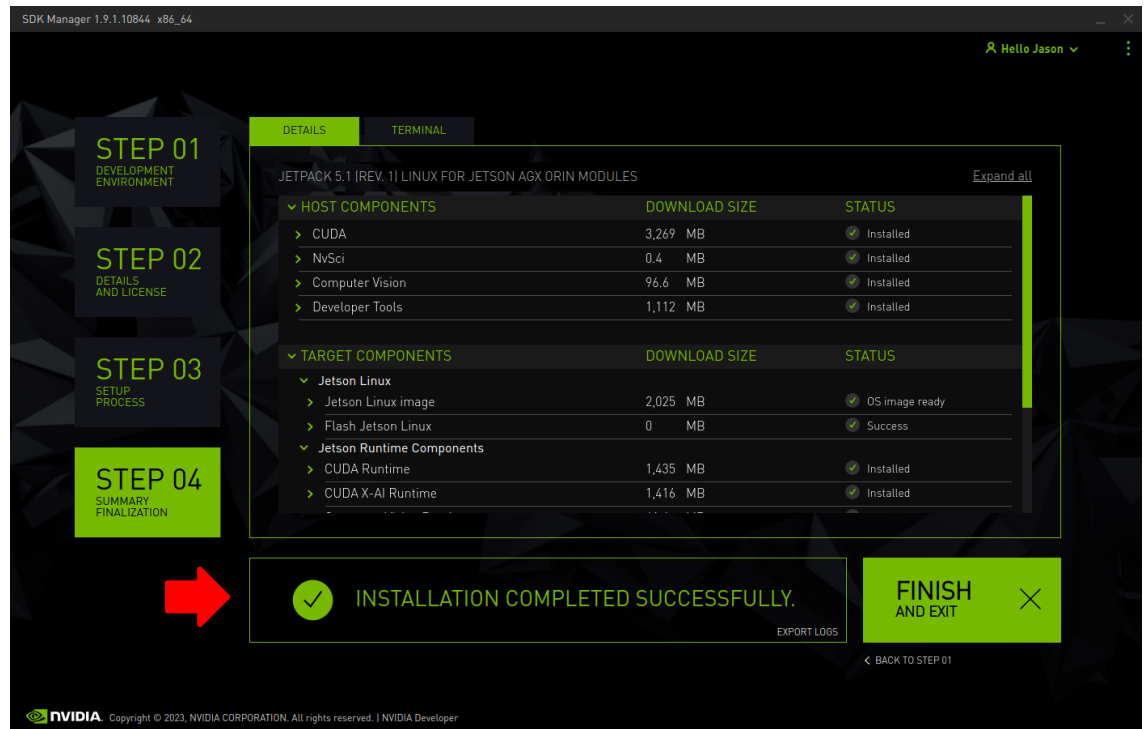 SDK Manager 1.9.1.10844 x86_64
Hello Jason
STEP 01
DEVELOPMENT
ENVIRONMENT
STEP 02
DETAILS
AND LICENSE
STEP 03
SETUP
PROCESS
STEP 04
SUMMARY
FINALIZATION
DETAILS TERMINAL
JETPACK 5.1 (REV. 1) LINUX FOR JETSON AGX ORIN MODULES Expand all
HOST COMPONENTS DOWNLOAD SIZE STATUS
CUDA 3,269 MB Installed
NvSci 0.4 MB Installed
Computer Vision 96.6 MB Installed
Developer Tools 1,112 MB Installed
TARGET COMPONENTS DOWNLOAD SIZE STATUS
Jetson Linux
Jetson Linux image 2,025 MB OS image ready
Flash Jetson Linux 0 MB Success
Jetson Runtime Components
CUDA Runtime 1,435 MB Installed
CUDA X-AI Runtime 1,416 MB Installed
INSTALLATION COMPLETED SUCCESSFULLY.
EXPORT LOGS
FINISH
AND EXIT
BACK TO STEP 01
NVIDIA. Copyright © 2023, NVIDIA CORPORATION. All rights reserved. | NVIDIA Developer